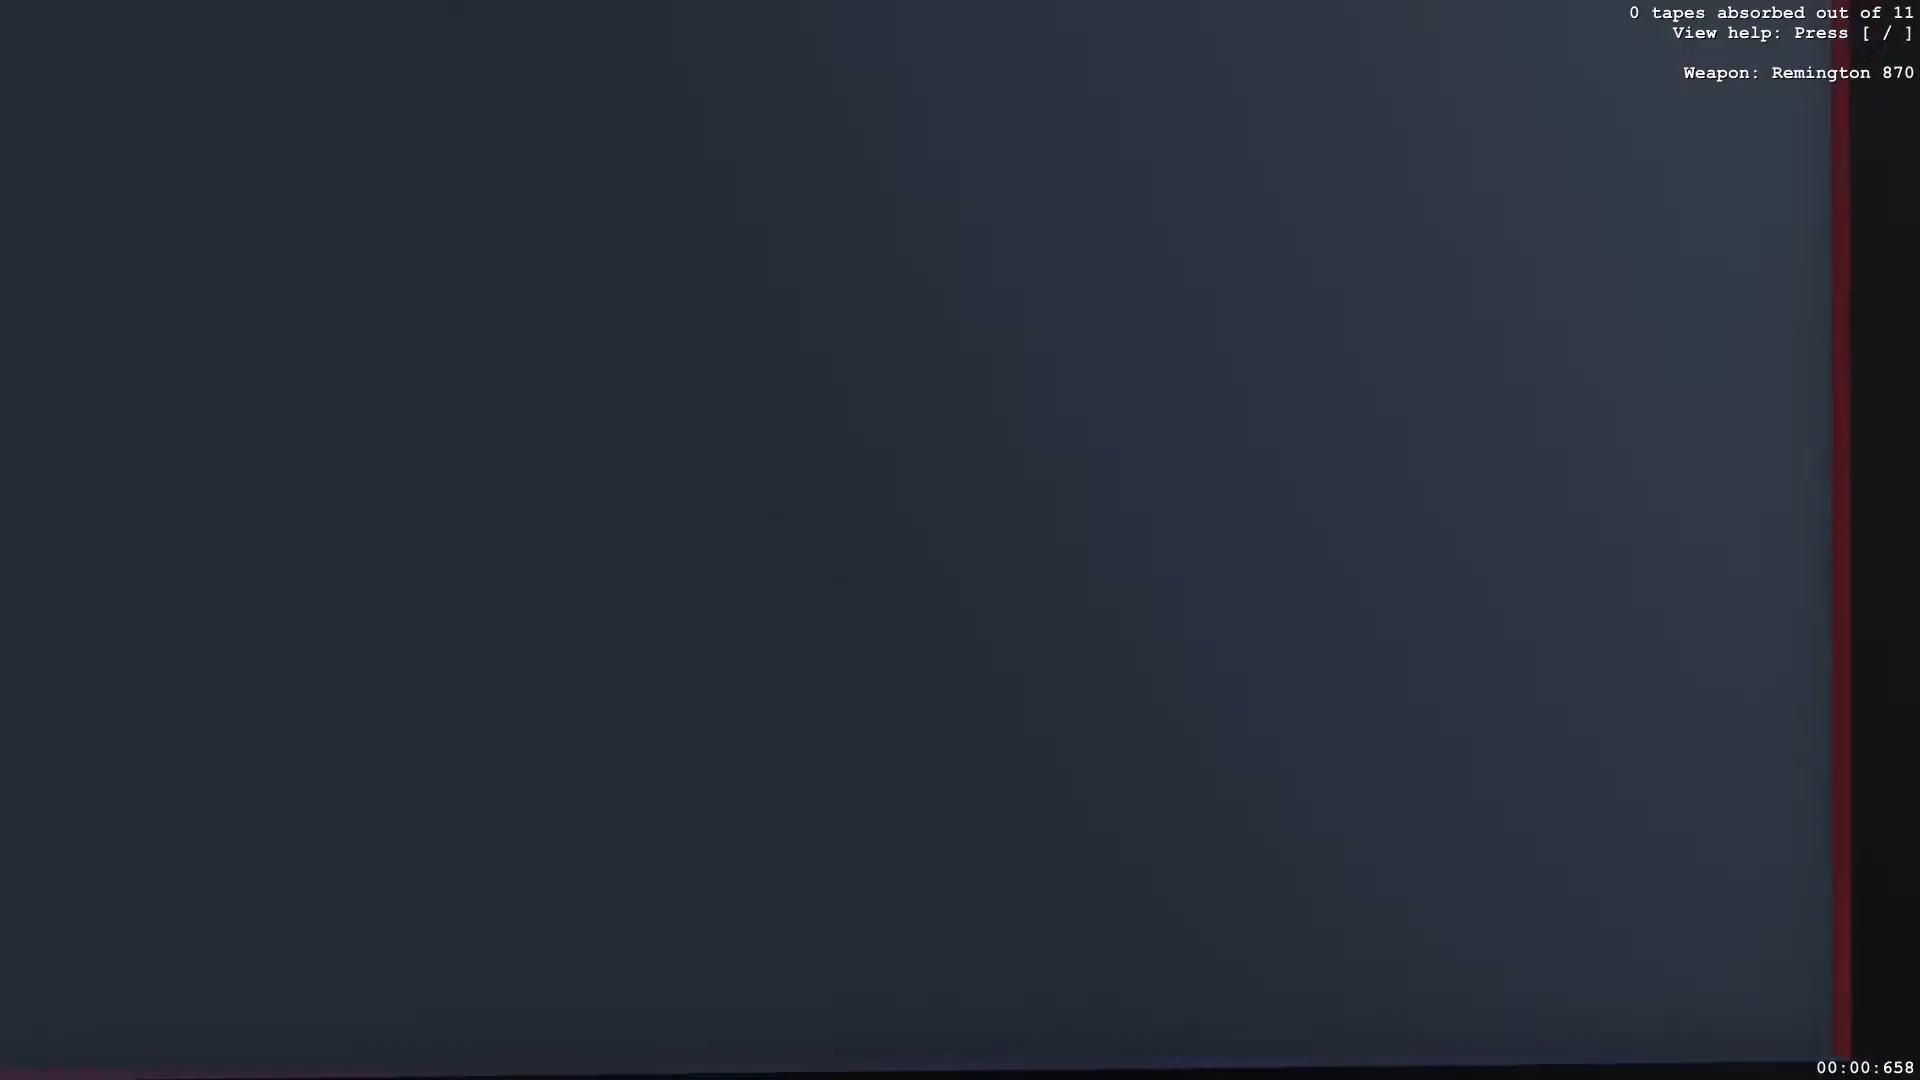 0 tapes absorbed out of 11
View help: Press [ / ]
Weapon: Remington 870
00:00:658